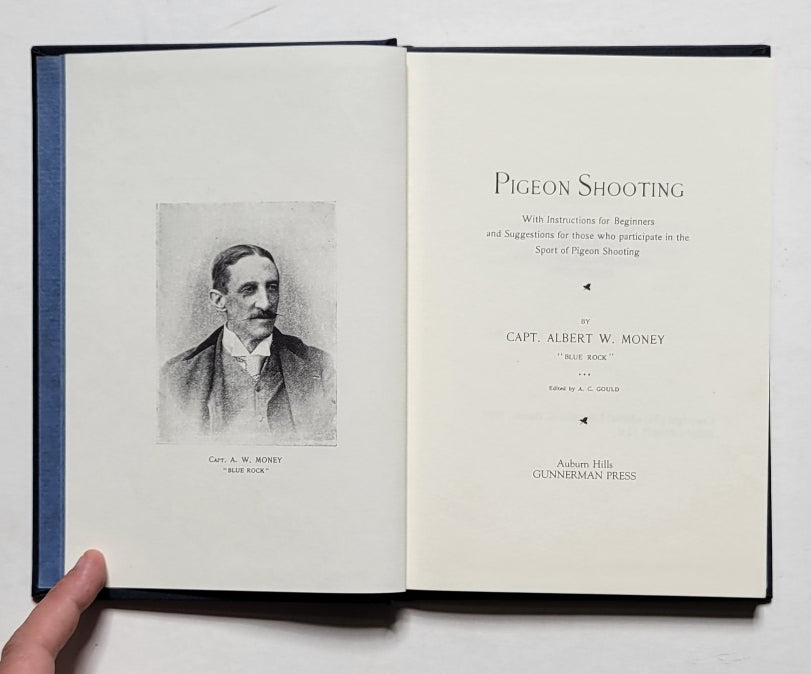 CAPT. A. W. MONEY
"BLUE ROCK"
PIGEON SHOOTING
With Instructions for Beginners
and Suggestions for those who participate in the
Sport of Pigeon Shooting
BY
CAPT. ALBERT W. MONEY
"BLUE ROCK"
...
Edited by A. C. GOULD
Auburn Hills
GUNNERMAN PRESS